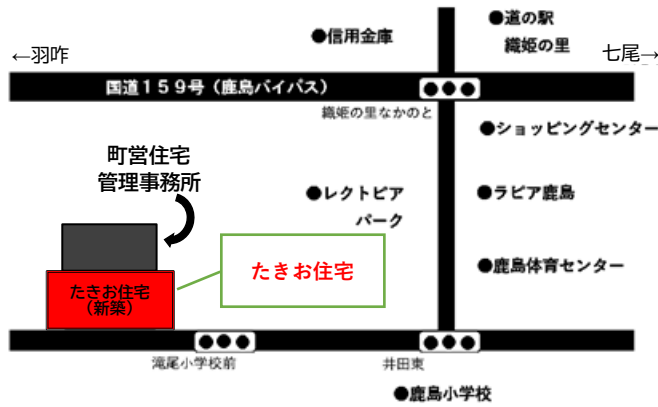 ●道の駅
織姫の里
●信用金庫
←羽咋
七尾→
国道159号（鹿島バイパス）
織姫の里なかのと
●ショッピングセンター
町営住宅
管理事務所
●レクトピア
パーク
●ラピア鹿島
たきお住宅
●鹿島体育センター
たきお住宅
（新築）
滝尾小学校前
井田東
●鹿島小学校